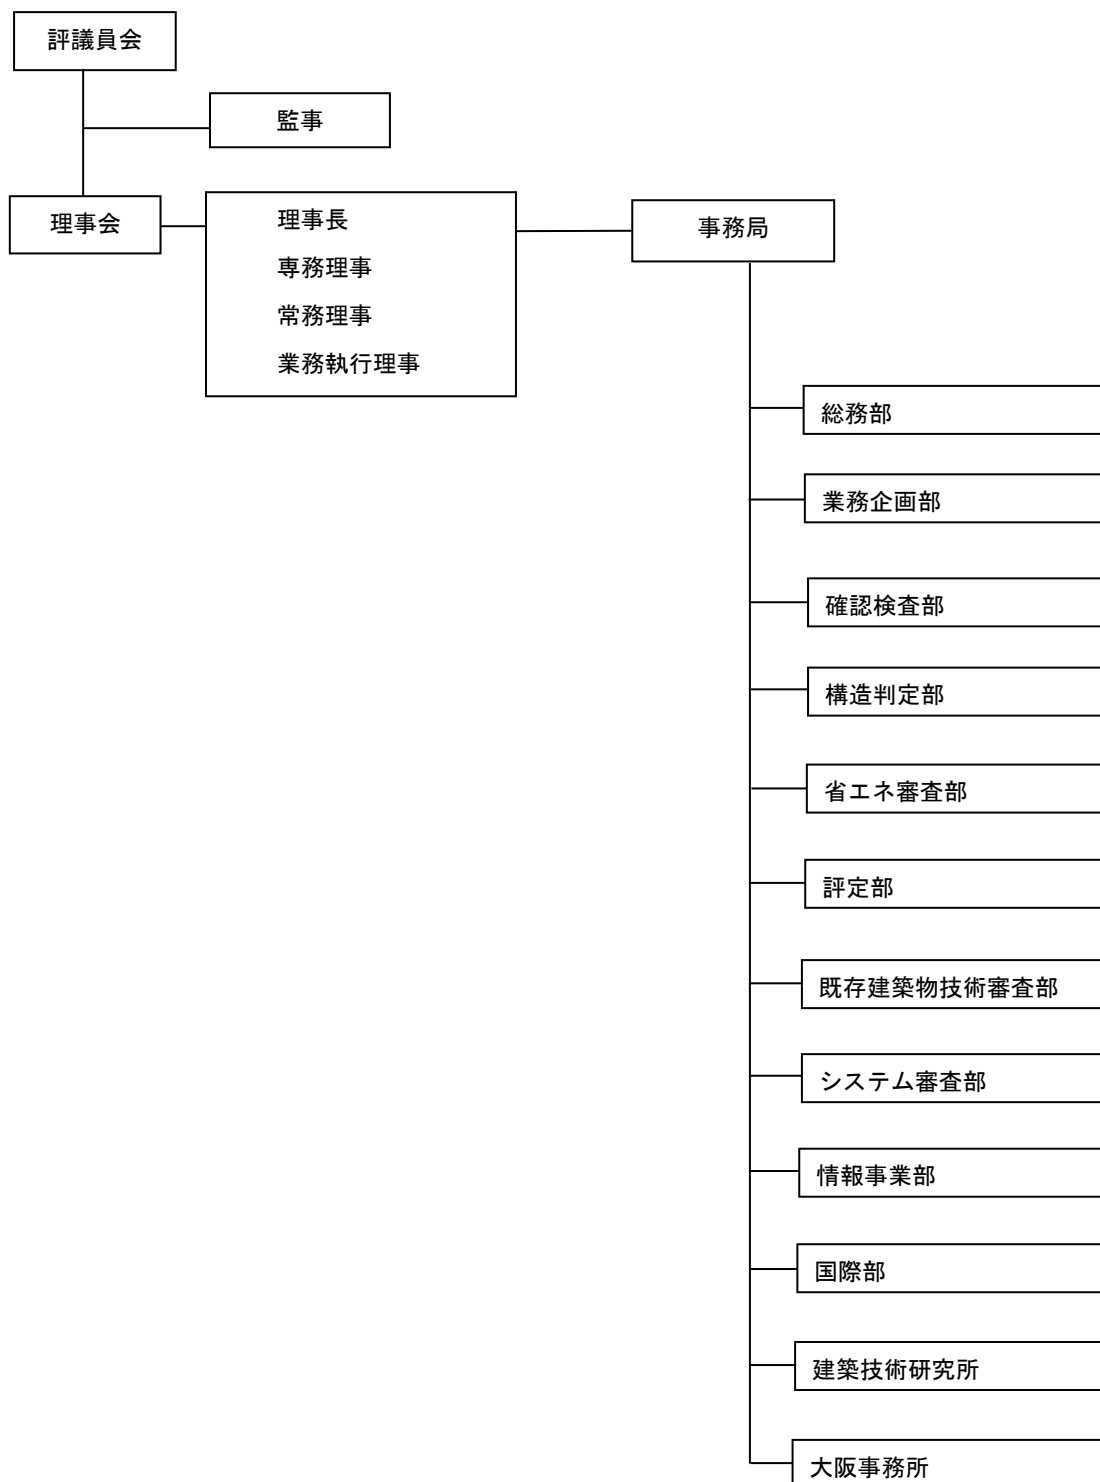 評議員会
監事
理事会
理事長
専務理事
常務理事
業務執行理事
事務局
総務部
業務企画部
確認検査部
構造判定部
省エネ審査部
評定部
既存建築物技術審査部
システム審査部
情報事業部
国際部
建築技術研究所
大阪事務所